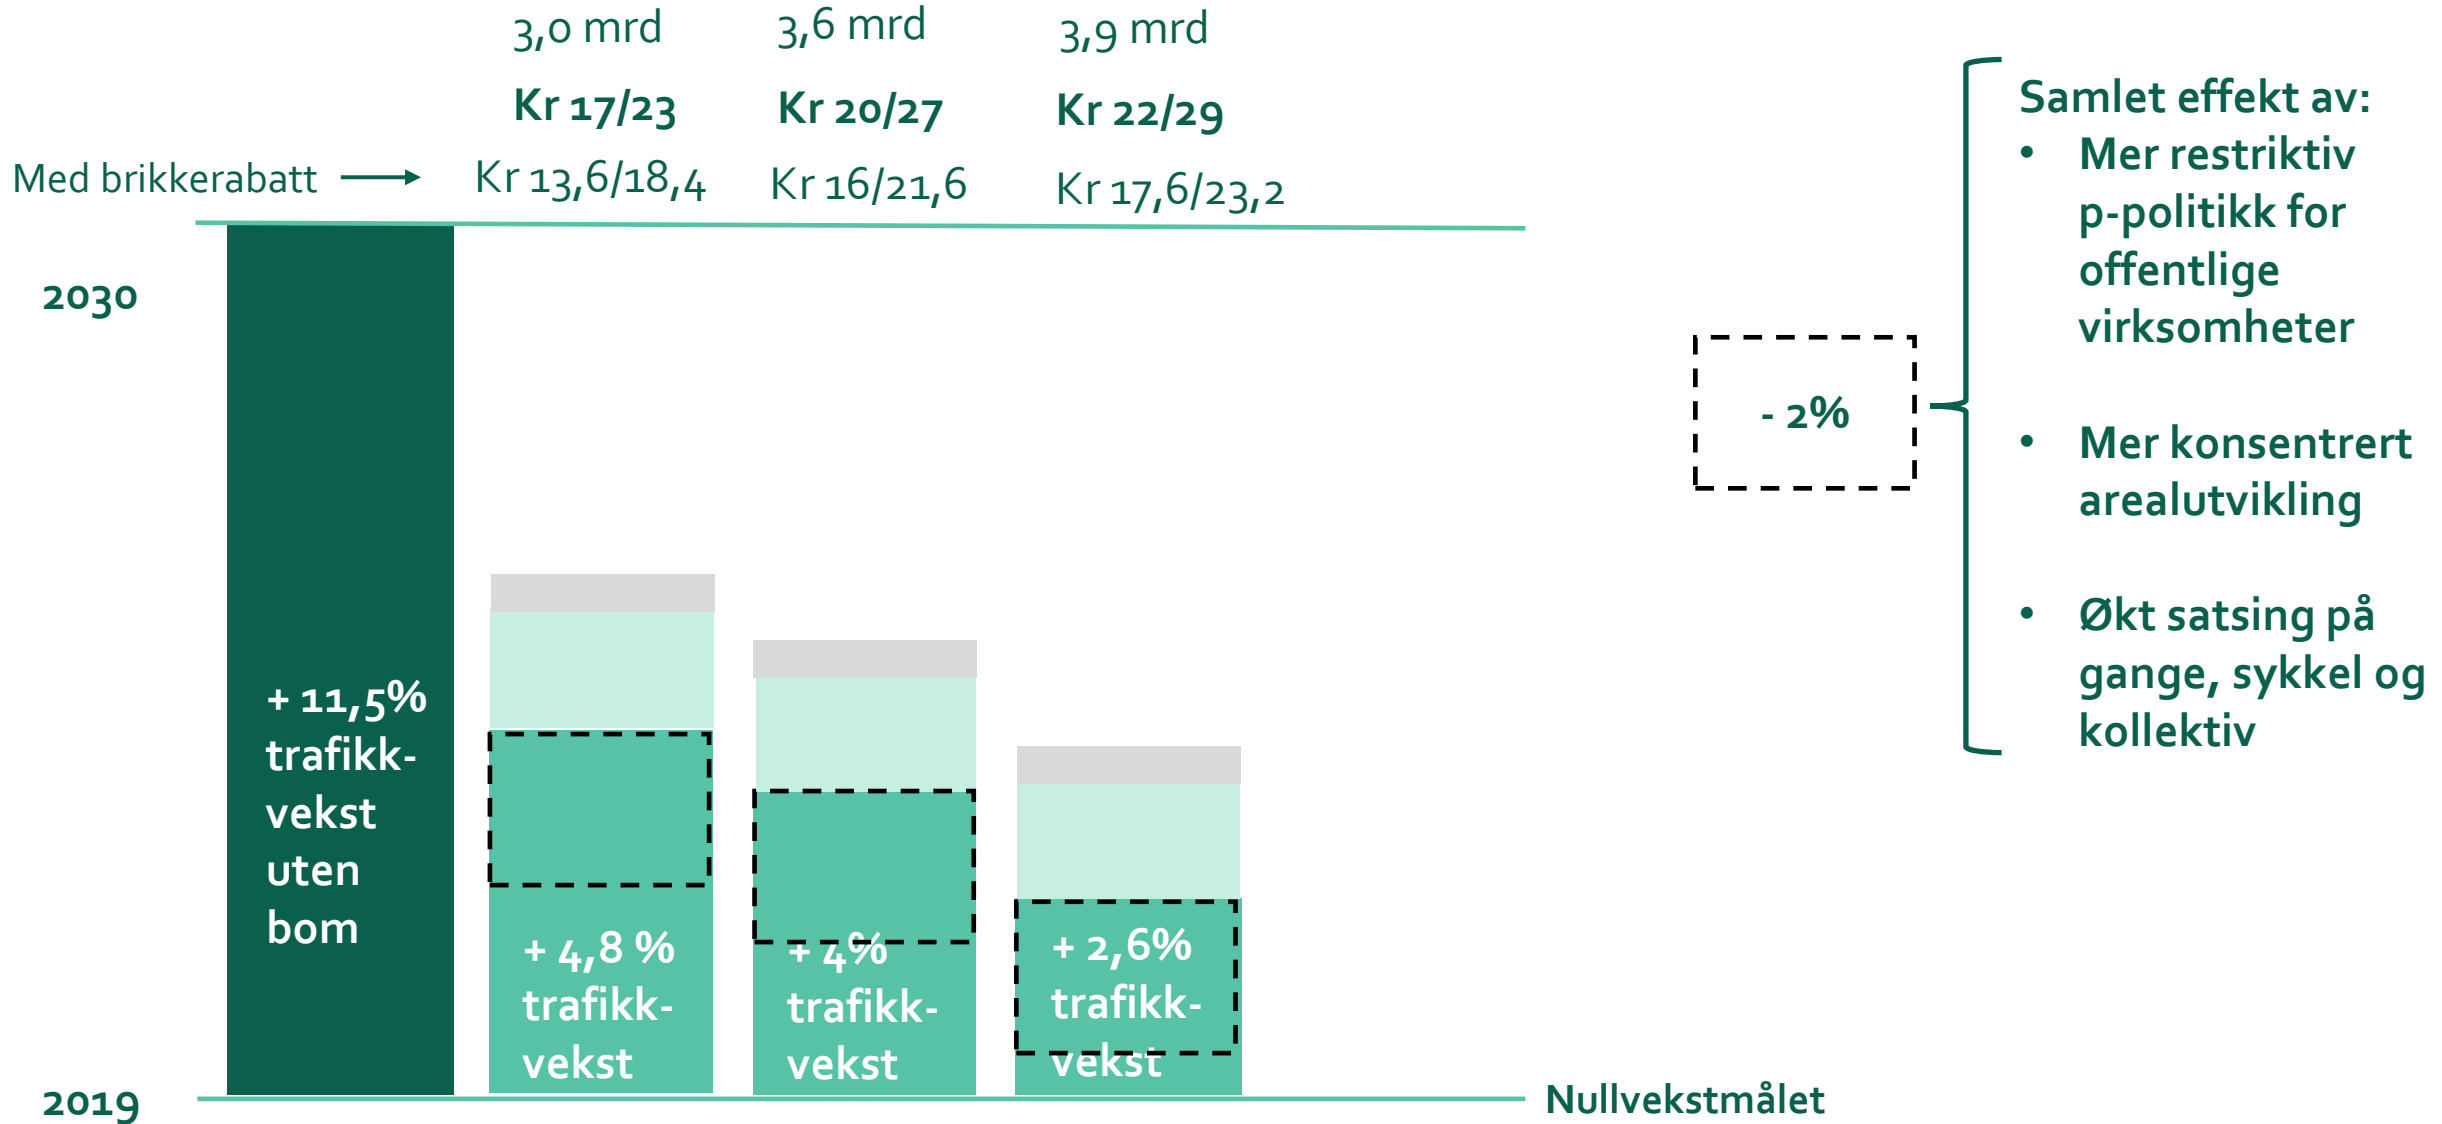 3,0 mrd
3,6 mrd
3,9 mrd
Kr 17/23
Kr 20/27
Kr 22/29
Med brikkerabatt
Kr 13,6/18,4
Kr 16/21,6
Kr 17,6/23,2
2030
+ 11,5%
trafikk-
vekst
uten
bom
+ 4,8 %
trafikk-
vekst
+ 4%
trafikk-
vekst
+ 2,6%
trafikk-
vekst
2019
Nullvekstmålet
- 2%
Samlet effekt av:
• Mer restriktiv
p-politikk for
offentlige
virksomheter
• Mer konsentrert
arealutvikling
• Økt satsing på
gange, sykkel og
kollektiv